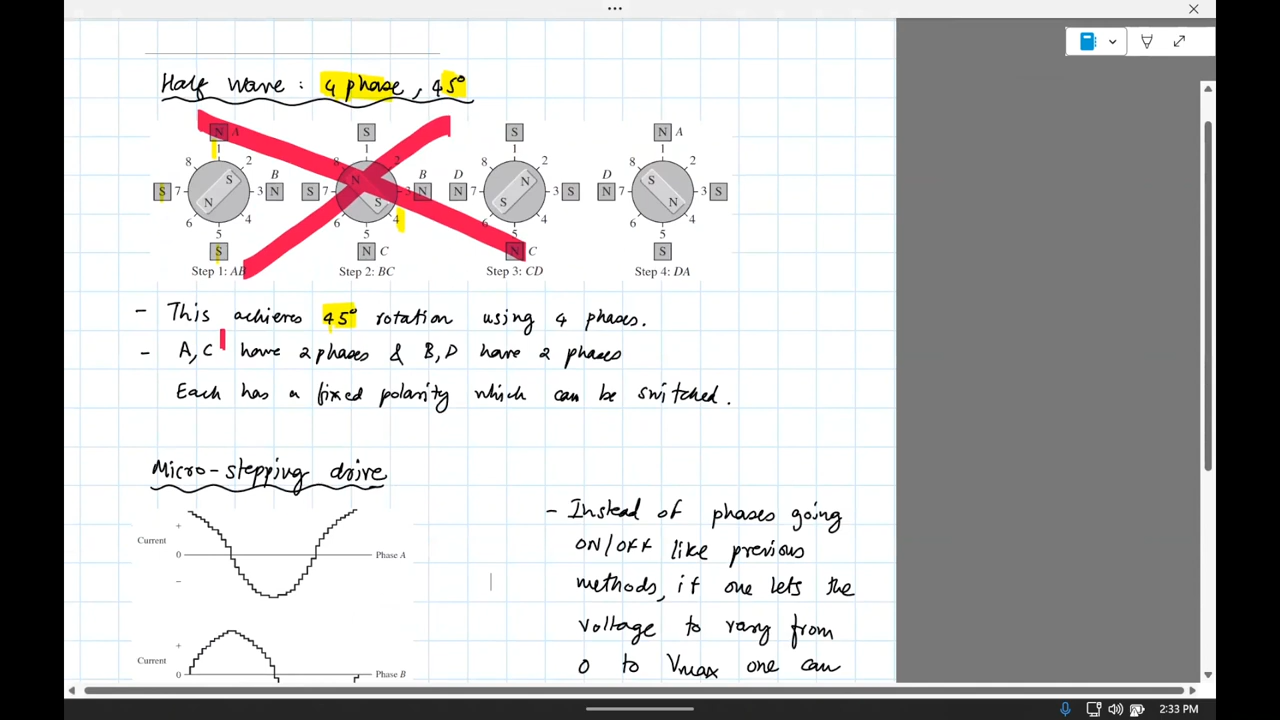 Half Wave : 4 phase, 45°
N A S S N A
1 1 1 1
8 2 8 2 2 8 2
S B N B D D
S 7 3 N S 7 N 3 N N 7 N 3 S N 7 S 3 S
N S S N
6 4 6 4 6 4 6 4
5 5 5 5
S N C N C S
Step 1: AB Step 2: BC Step 3: CD Step 4: DA
- This achieves 45° rotation using 4 phases.
- A, C have 2 phases & B, D have 2 phases
Each has a fixed polarity which can be switched.
Micro-stepping drive
- Instead of phases going
+
Current 0 Phase A
ON/OFF like previous
−
methods, if one lets the
voltage to vary from
+
0 to Vmax one can
Current 0 Phase B
2:33 PM